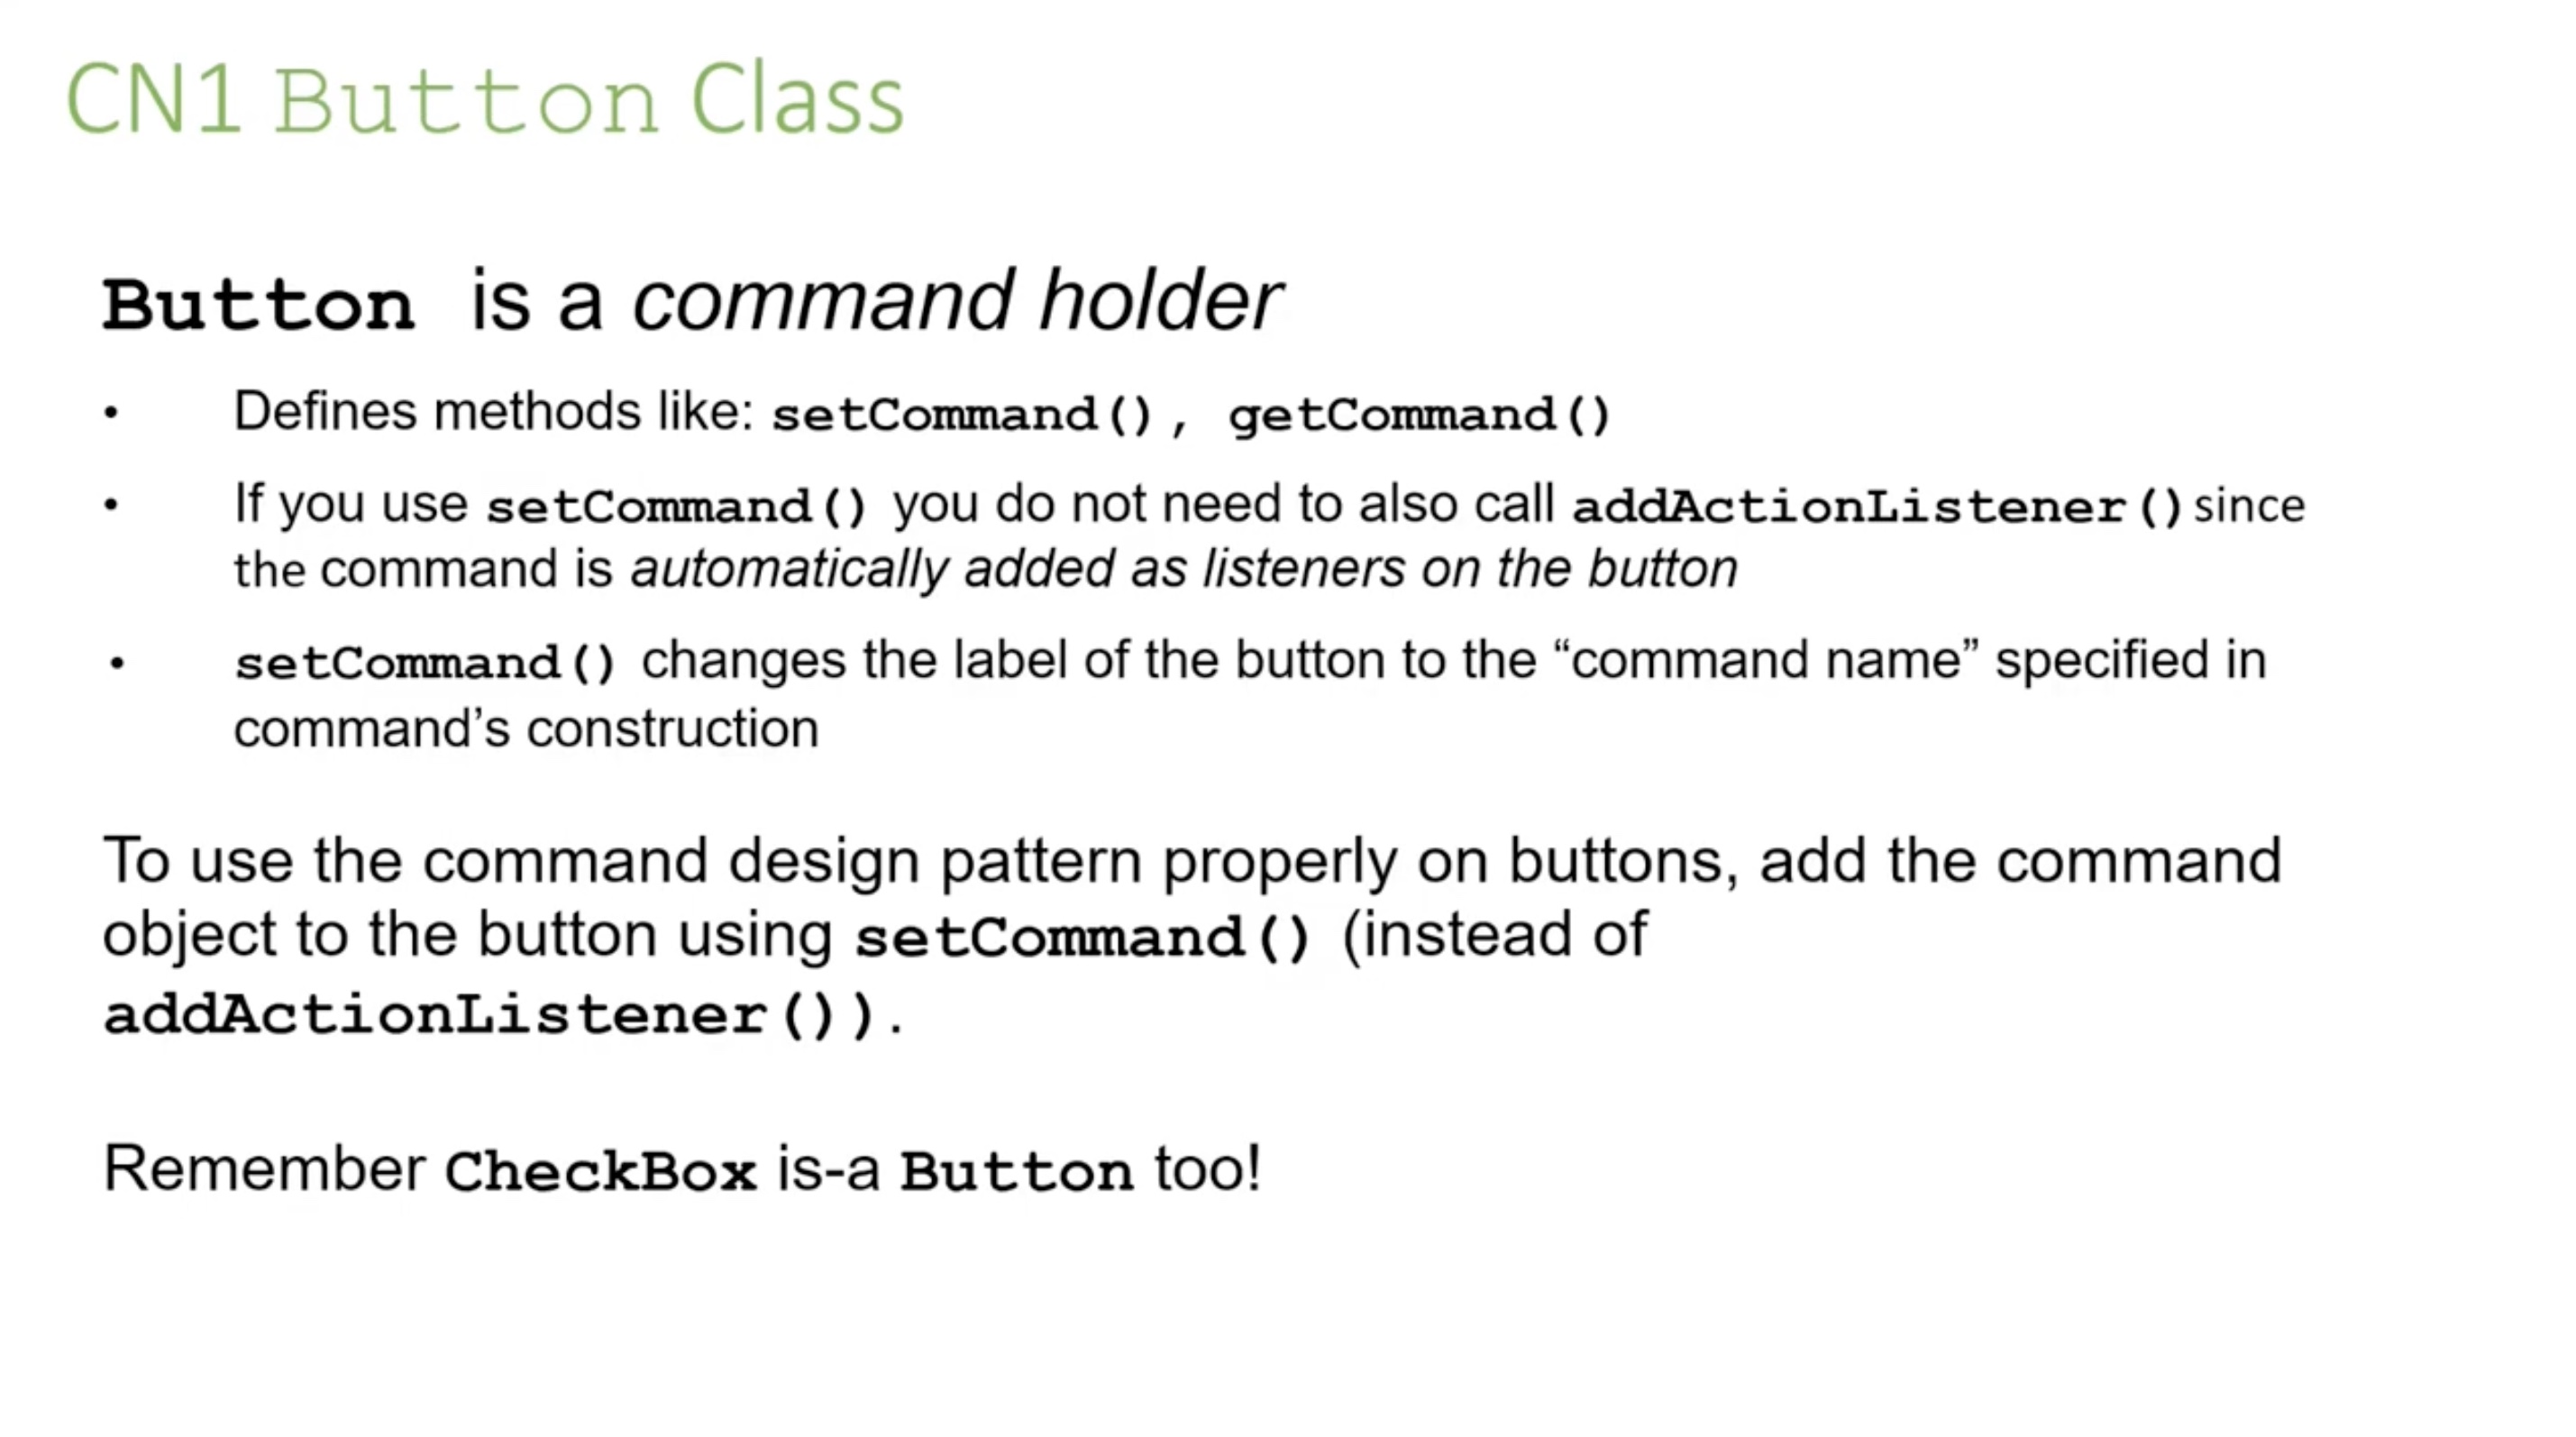 CN1 Button Class
Button is a command holder
• Defines methods like: setCommand(), getCommand()
• If you use setCommand() you do not need to also call addActionListener()since
the command is automatically added as listeners on the button
• setCommand() changes the label of the button to the “command name” specified in
command’s construction
To use the command design pattern properly on buttons, add the command
object to the button using setCommand() (instead of
addActionListener()).
Remember CheckBox is-a Button too!